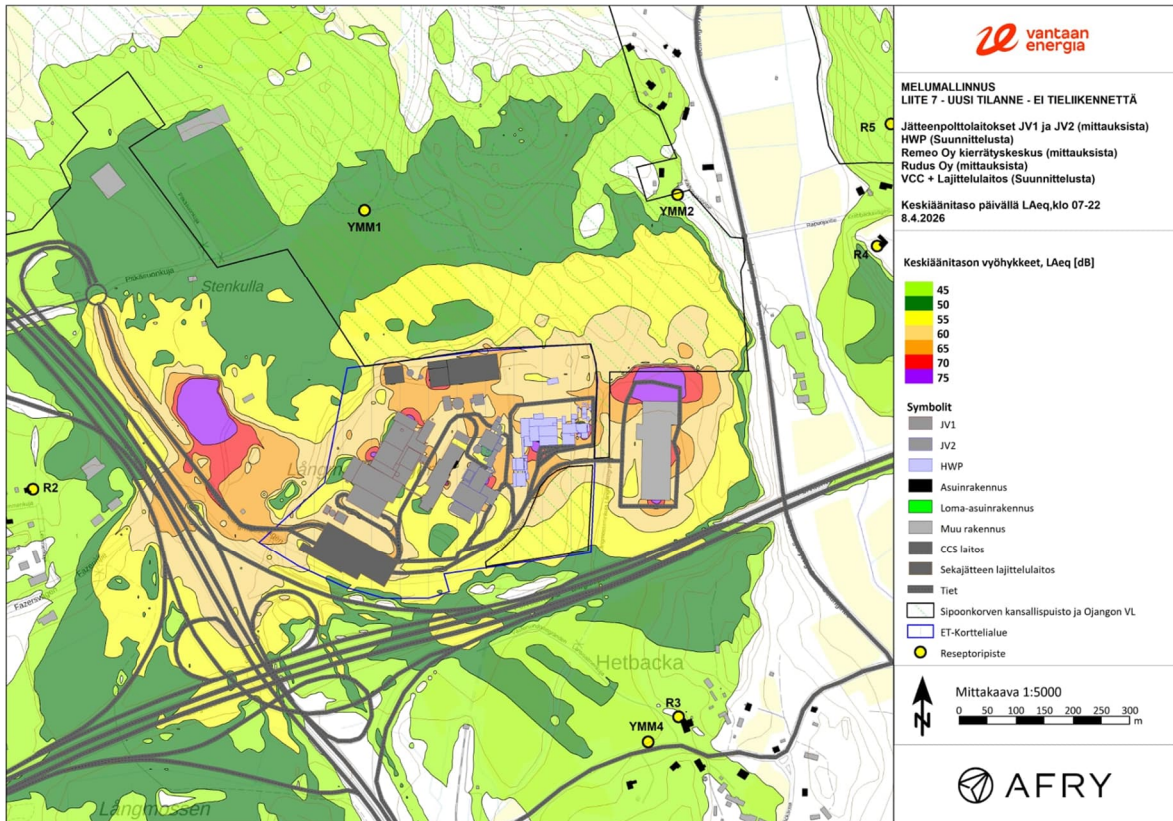 vantaan
energia
MELUMALLINNUS
LIITE 7 - UUSI TILANNE - EI TIELIIKENNETTÄ
Jätteenpolttolaitokset JV1 ja JV2 (mittauksista)
HWP (Suunnittelusta)
Remeo Oy kierrätyskeskus (mittauksista)
Rudus Oy (mittauksista)
VCC + Lajittelulaitos (Suunnittelusta)
Keskiäänitaso päivällä LAeq,klo 07-22
8.4.2026
Keskiäänitason vyöhykkeet, LAeq [dB]
45
50
55
60
65
70
75
Symbolit
JV1
JV2
HWP
Asuinrakennus
Loma-asuinrakennus
Muu rakennus
CCS laitos
Sekajätteen lajittelulaitos
Tiet
Sipoonkorven kansallispuisto ja Ojangon VL
ET-Korttelialue
Reseptoripiste
N
Mittakaava 1:5000
0 50 100 150 200 250 300
m
AFRY
R5
YMM1
YMM2
R4
Stenkulla
R2
Hetbacka
R3
YMM4
Långmossen